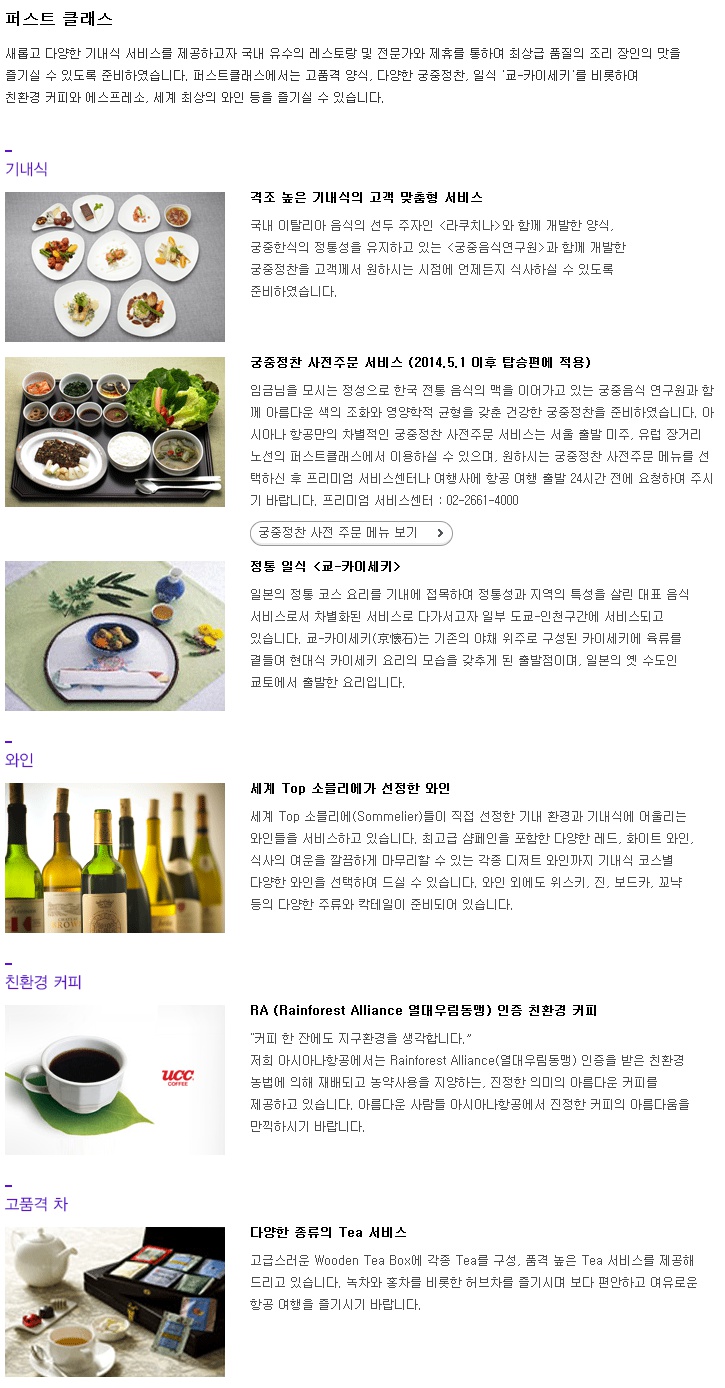 퍼스트 클래스
새롭고 다양한 기내식 서비스를 제공하고자 국내 유수의 레스토랑 및 전문가와 제휴를 통하여 최상급 품질의 조리 장인의 맛을
즐기실 수 있도록 준비하였습니다. 퍼스트클래스에서는 고품격 양식, 다양한 궁중정찬, 일식 '쿄-카이세키'를 비롯하여
친환경 커피와 에스프레소, 세계 최상의 와인 등을 즐기실 수 있습니다.
기내식
격조 높은 기내식의 고객 맞춤형 서비스
국내 이탈리아 음식의 선두 주자인 <라쿠치나>와 함께 개발한 양식,
궁중한식의 정통성을 유지하고 있는 <궁중음식연구원>과 함께 개발한
궁중정찬을 고객께서 원하시는 시점에 언제든지 식사하실 수 있도록
준비하였습니다.
궁중정찬 사전주문 서비스 (2014.5.1 이후 탑승편에 적용)
임금님을 모시는 정성으로 한국 전통 음식의 맥을 이어가고 있는 궁중음식 연구원과 함
께 아름다운 색의 조화와 영양학적 균형을 갖춘 건강한 궁중정찬을 준비하였습니다. 아
시아나 항공만의 차별적인 궁중정찬 사전주문 서비스는 서울 출발 미주, 유럽 장거리
노선의 퍼스트클래스에서 이용하실 수 있으며, 원하시는 궁중정찬 사전주문 메뉴를 선
택하신 후 프리미엄 서비스센터나 여행사에 항공 여행 출발 24시간 전에 요청하여 주시
기 바랍니다. 프리미엄 서비스센터 : 02-2661-4000
궁중정찬 사전 주문 메뉴 보기
정통 일식 <쿄-카이세키>
일본의 정통 코스 요리를 기내에 접목하여 정통성과 지역의 특성을 살린 대표 음식
서비스로서 차별화된 서비스로 다가서고자 일부 도쿄-인천구간에 서비스되고
있습니다. 쿄-카이세키(京懷石)는 기존의 야채 위주로 구성된 카이세키에 육류를
곁들여 현대식 카이세키 요리의 모습을 갖추게 된 출발점이며, 일본의 옛 수도인
쿄토에서 출발한 요리입니다.
와인
세계 Top 소믈리에가 선정한 와인
세계 Top 소믈리에(Sommelier)들이 직접 선정한 기내 환경과 기내식에 어울리는
와인들을 서비스하고 있습니다. 최고급 샴페인을 포함한 다양한 레드, 화이트 와인,
식사의 여운을 깔끔하게 마무리할 수 있는 각종 디저트 와인까지 기내식 코스별
다양한 와인을 선택하여 드실 수 있습니다. 와인 외에도 위스키, 진, 보드카, 꼬냑
등의 다양한 주류와 칵테일이 준비되어 있습니다.
친환경 커피
RA (Rainforest Alliance 열대우림동맹) 인증 친환경 커피
"커피 한 잔에도 지구환경을 생각합니다."
저희 아시아나항공에서는 Rainforest Alliance(열대우림동맹) 인증을 받은 친환경
농법에 의해 재배되고 농약사용을 지양하는, 진정한 의미의 아름다운 커피를
제공하고 있습니다. 아름다운 사람들 아시아나항공에서 진정한 커피의 아름다움을
만끽하시기 바랍니다.
ucc
COFFEE
고품격 차
다양한 종류의 Tea 서비스
고급스러운 Wooden Tea Box에 각종 Tea를 구성, 품격 높은 Tea 서비스를 제공해
드리고 있습니다. 녹차와 홍차를 비롯한 허브차를 즐기시며 보다 편안하고 여유로운
항공 여행을 즐기시기 바랍니다.